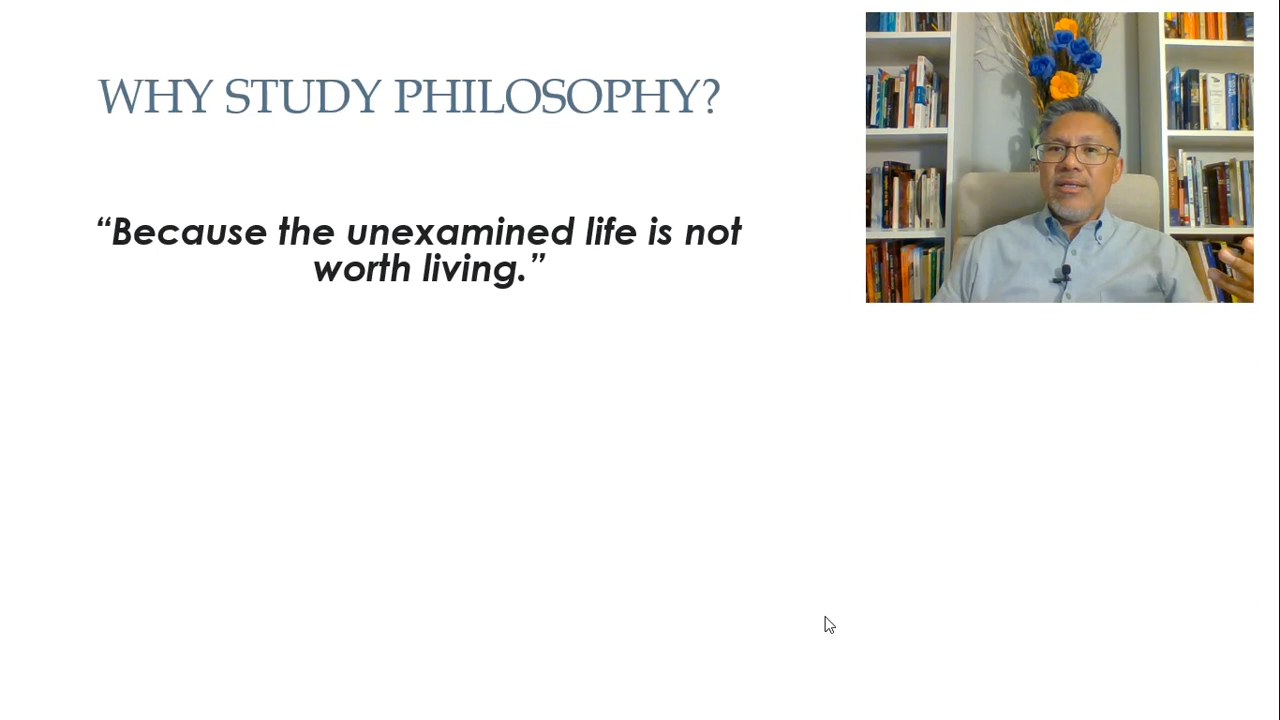 WHY STUDY PHILOSOPHY?
“Because the unexamined life is not
worth living.”